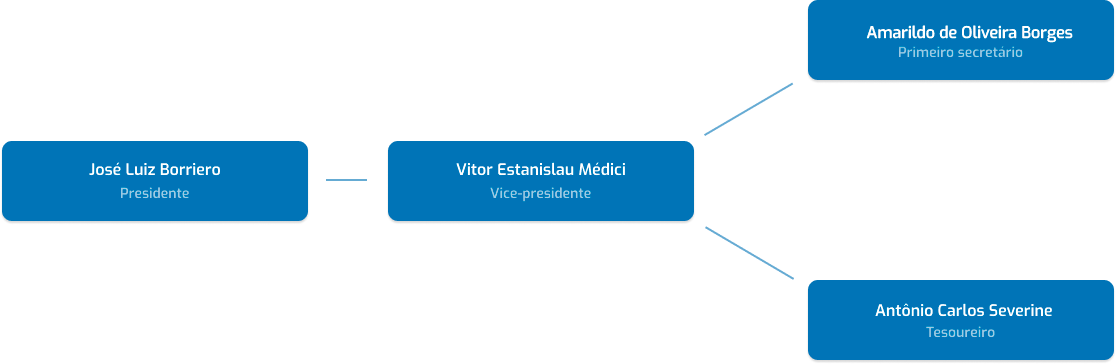 José Luiz Borriero
Presidente
Vitor Estanislau Médici
Vice-presidente
Amarildo de Oliveira Borges
Primeiro secretário
Antônio Carlos Severine
Tesoureiro